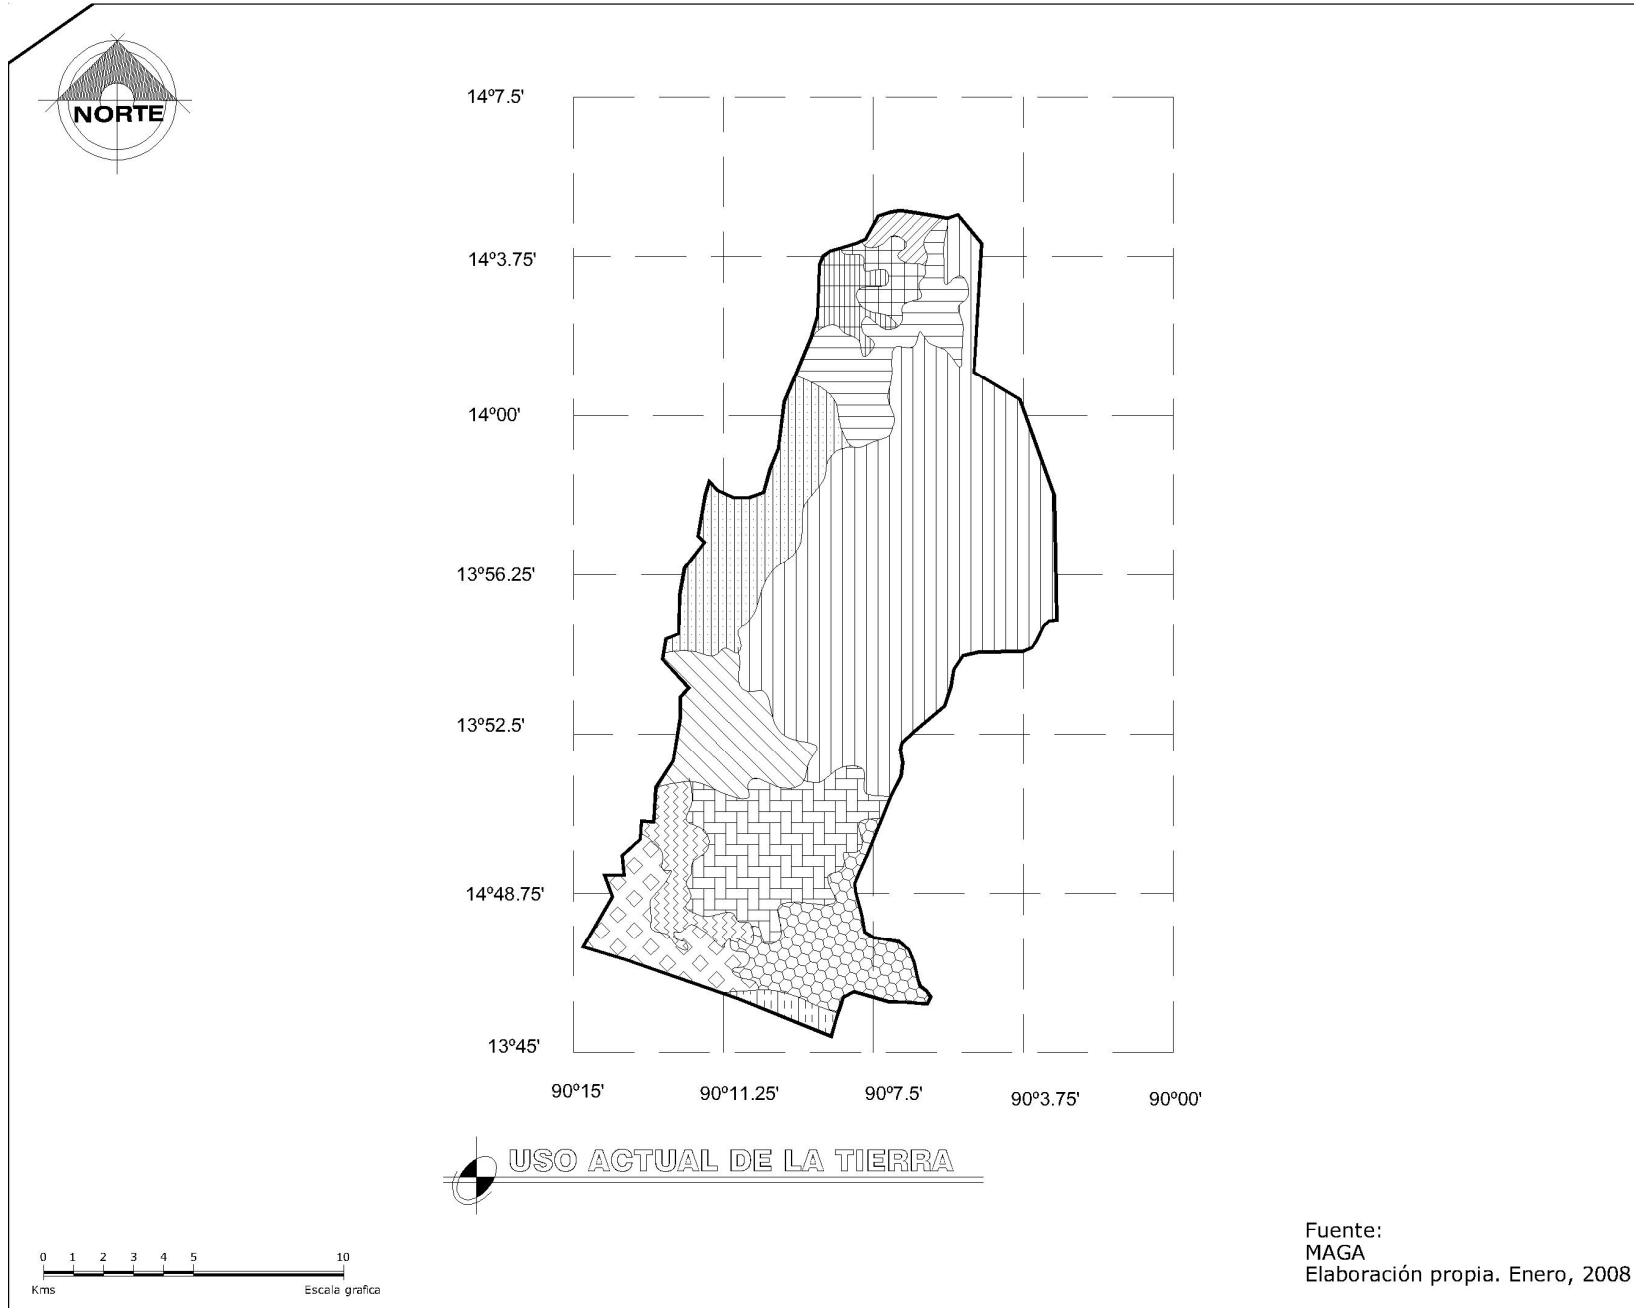 NORTE
14º7.5'
14º3.75'
14º00'
13º56.25'
13º52.5'
14º48.75'
13º45'
90º15' 90º11.25' 90º7.5' 90º3.75' 90º00'
USO ACTUAL DE LA TIERRA
0 1 2 3 4 5 10
Kms Escala grafica
Fuente:
MAGA
Elaboración propia. Enero, 2008